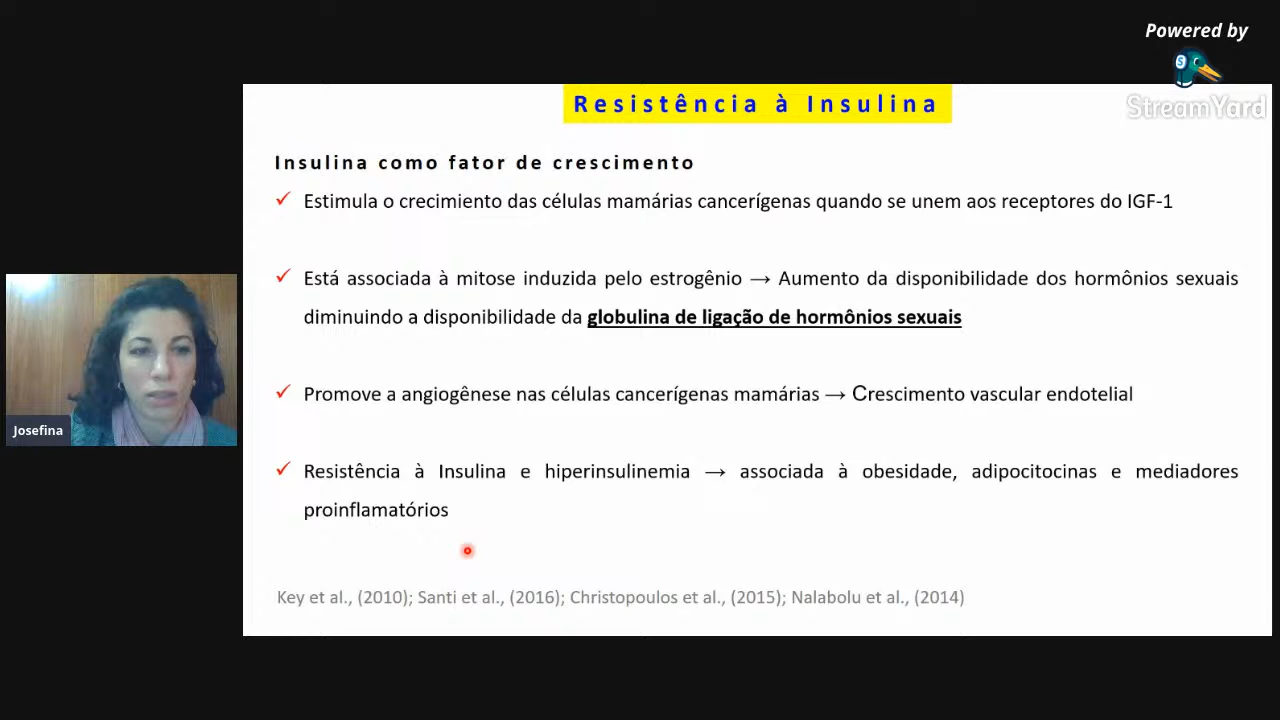 Powered by
StreamYard
Resistência à Insulina
Insulina como fator de crescimento
✓ Estimula o crecimiento das células mamárias cancerígenas quando se unem aos receptores do IGF-1
✓ Está associada à mitose induzida pelo estrogênio → Aumento da disponibilidade dos hormônios sexuais
diminuindo a disponibilidade da globulina de ligação de hormônios sexuais
✓ Promove a angiogênese nas células cancerígenas mamárias → Crescimento vascular endotelial
✓ Resistência à Insulina e hiperinsulinemia → associada à obesidade, adipocitocinas e mediadores
proinflamatórios
Josefina
Key et al., (2010); Santi et al., (2016); Christopoulos et al., (2015); Nalabolu et al., (2014)